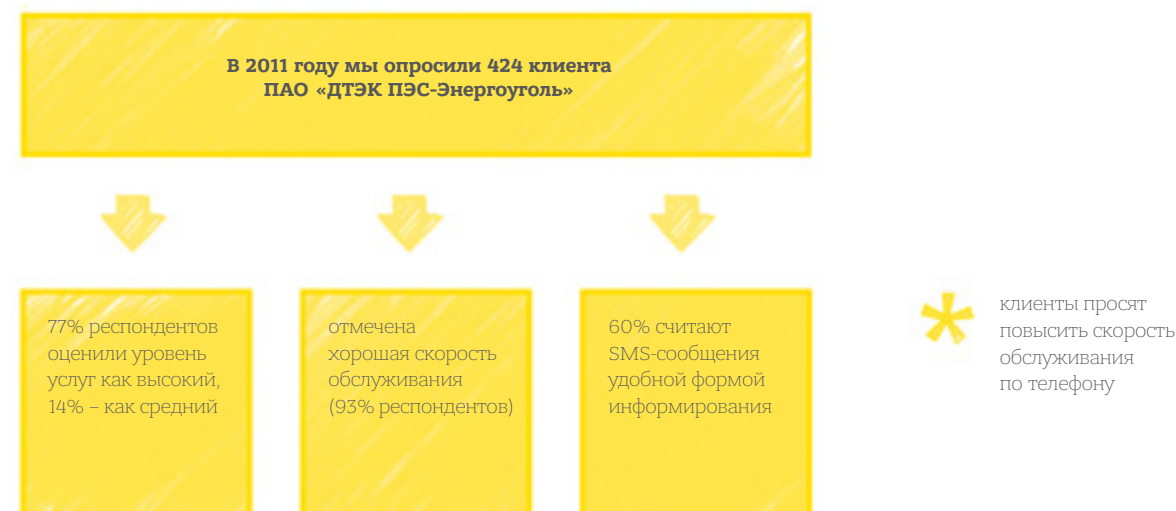 В 2011 году мы опросили 424 клиента
ПАО «ДТЭК ПЭС-Энергоуголь»
77% респондентов
оценили уровень
услуг как высокий,
14% – как средний
отмечена
хорошая скорость
обслуживания
(93% респондентов)
60% считают
SMS-сообщения
удобной формой
информирования
клиенты просят
повысить скорость
обслуживания
по телефону